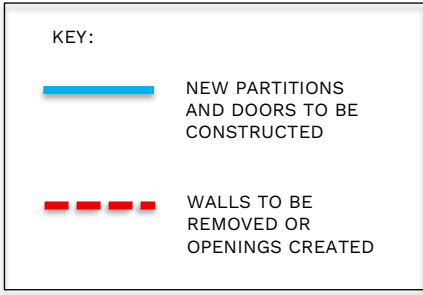 KEY:
NEW PARTITIONS
AND DOORS TO BE
CONSTRUCTED
WALLS TO BE
REMOVED OR
OPENINGS CREATED